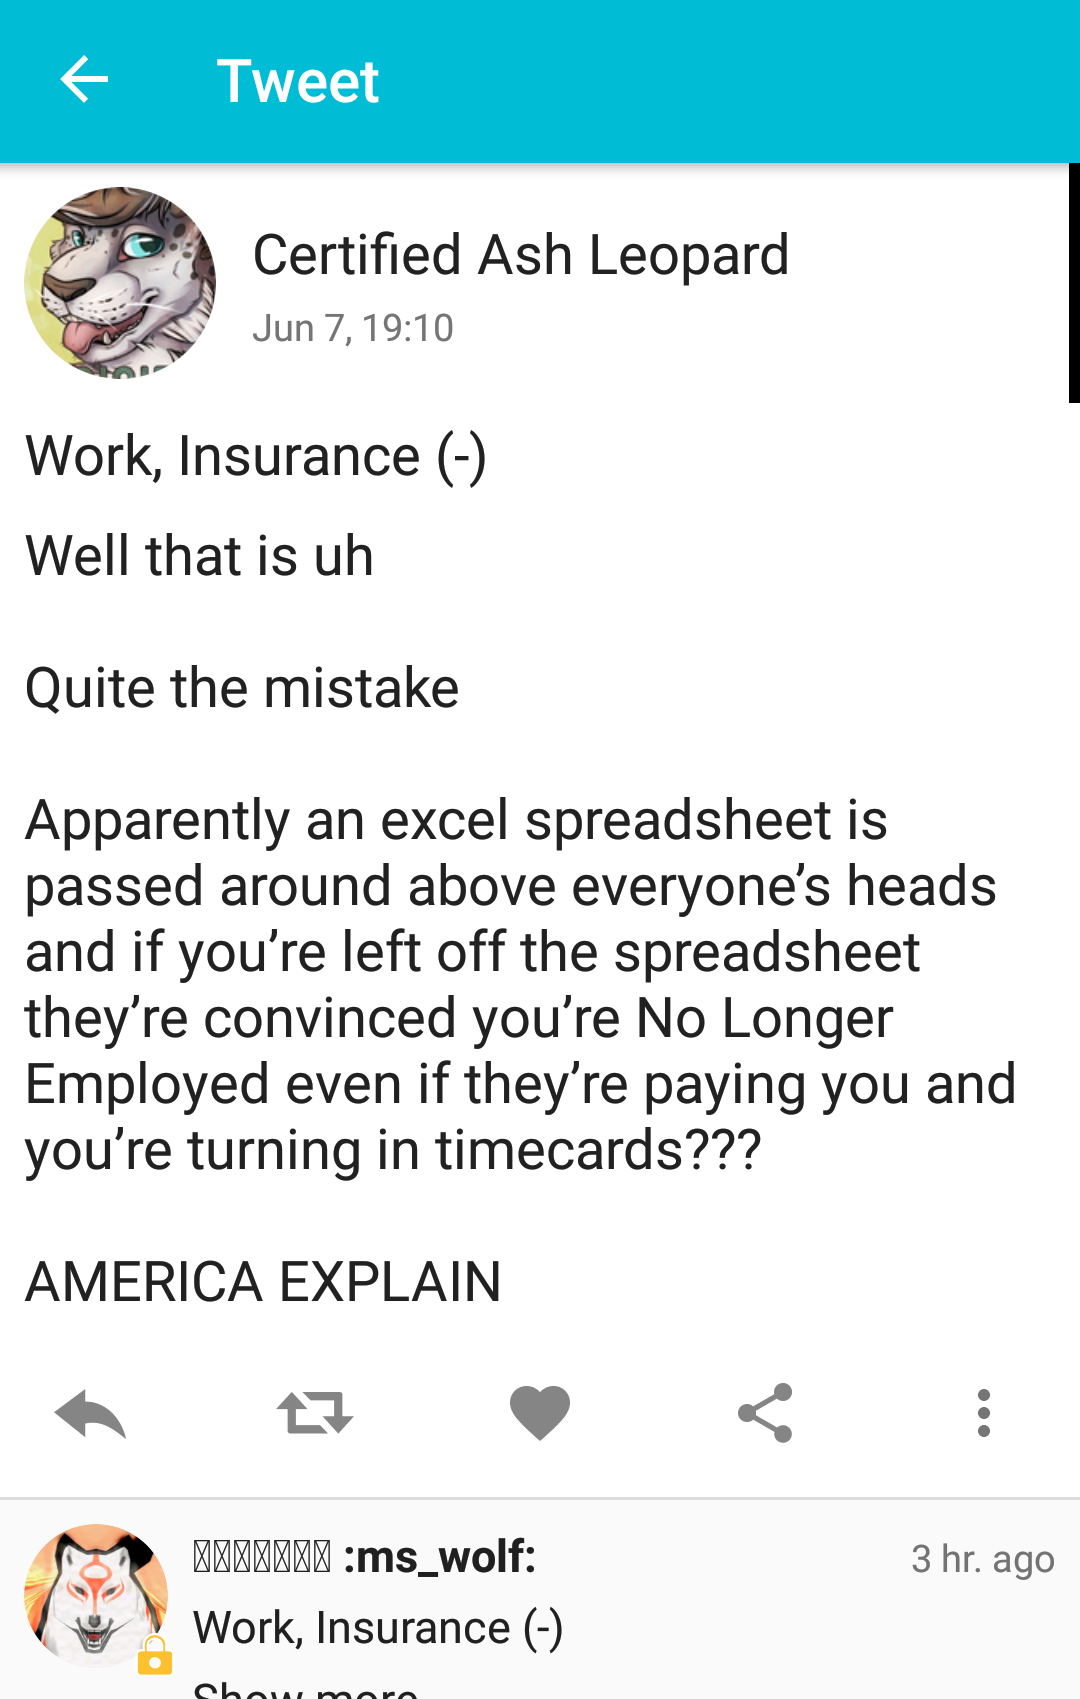 Tweet
Certified Ash Leopard
Jun 7, 19:10
Work, Insurance (-)
Well that is uh
Quite the mistake
Apparently an excel spreadsheet is
passed around above everyone’s heads
and if you’re left off the spreadsheet
they’re convinced you’re No Longer
Employed even if they’re paying you and
you’re turning in timecards???
AMERICA EXPLAIN
:ms_wolf:
3 hr. ago
Work, Insurance (-)
Show more